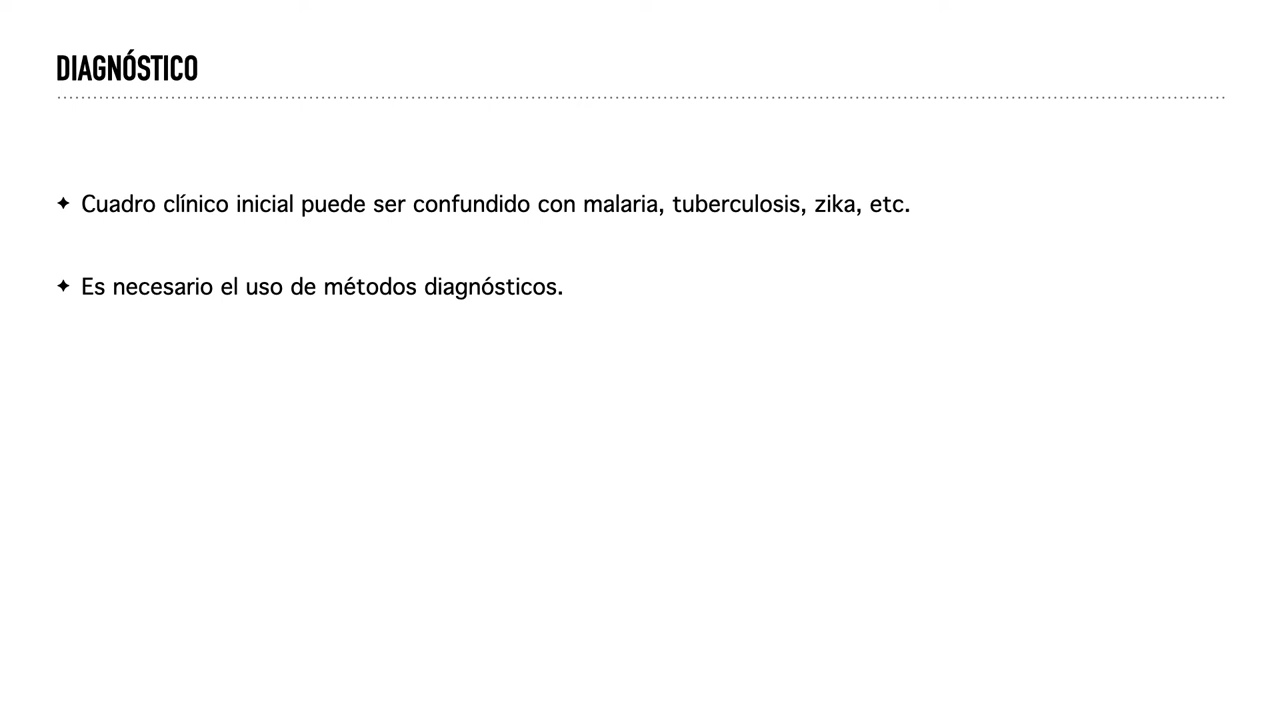 DIAGNÓSTICO
✦ Cuadro clínico inicial puede ser confundido con malaria, tuberculosis, zika, etc.
✦ Es necesario el uso de métodos diagnósticos.